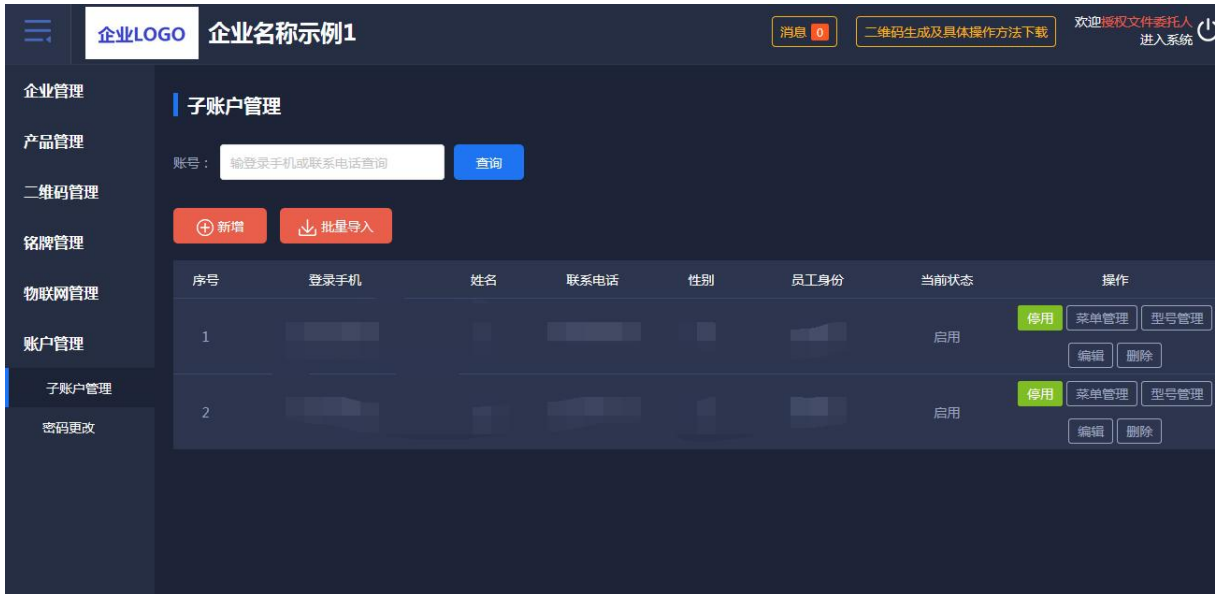 企业LOGO
企业名称示例1
消息 0
二维码生成及具体操作方法下载
欢迎授权文件委托人
进入系统
企业管理
产品管理
二维码管理
铭牌管理
物联网管理
账户管理
子账户管理
密码更改
子账户管理
账号：
输登录手机或联系电话查询
查询
新增
批量导入
序号 登录手机 姓名 联系电话 性别 员工身份 当前状态 操作
1 启用 停用 菜单管理 型号管理
编辑 删除
2 启用 停用 菜单管理 型号管理
编辑 删除